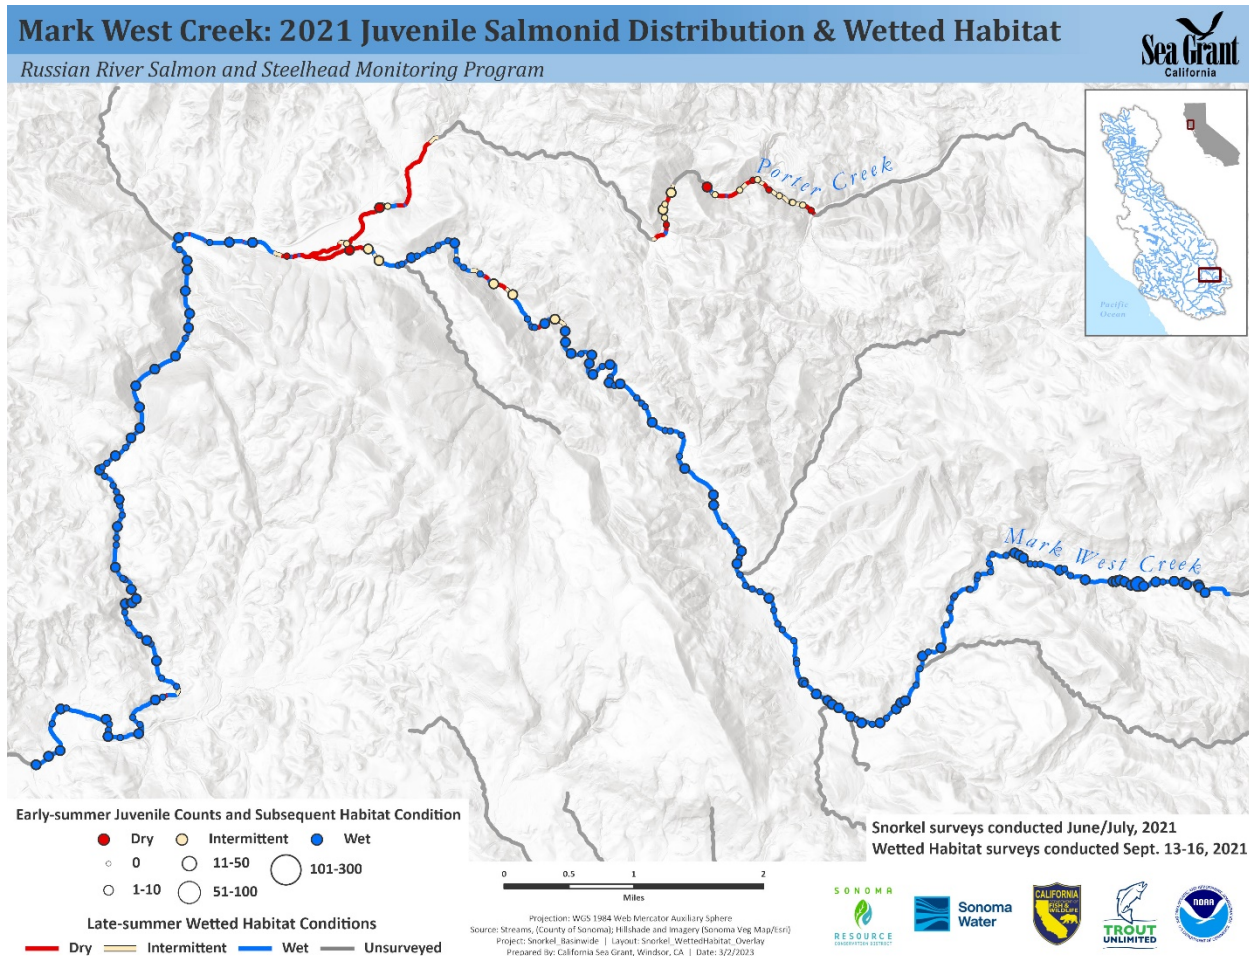 Mark West Creek: 2021 Juvenile Salmonid Distribution & Wetted Habitat
Russian River Salmon and Steelhead Monitoring Program
Sea Grant
California
Porter Creek
Pacific
Ocean
Mark West Creek
Early-summer Juvenile Counts and Subsequent Habitat Condition
Dry Intermittent Wet
0 11-50 101-300
1-10 51-100
Late-summer Wetted Habitat Conditions
Dry Intermittent Wet Unsurveyed
0 0.5 1 2
Miles
Projection: WGS 1984 Web Mercator Auxiliary Sphere
Source: Streams, (County of Sonoma); Hillshade and Imagery (Sonoma Veg Map/Esri)
Project: Snorkel_Basinwide | Layout: Snorkel_WettedHabitat_Overlay
Prepared By: California Sea Grant, Windsor, CA | Date: 3/2/2023
Snorkel surveys conducted June/July, 2021
Wetted Habitat surveys conducted Sept. 13-16, 2021
SONOMA
RESOURCE
CONSERVATION DISTRICT
Sonoma
Water
CALIFORNIA
FISH &
WILDLIFE
TROUT
UNLIMITED
NOAA